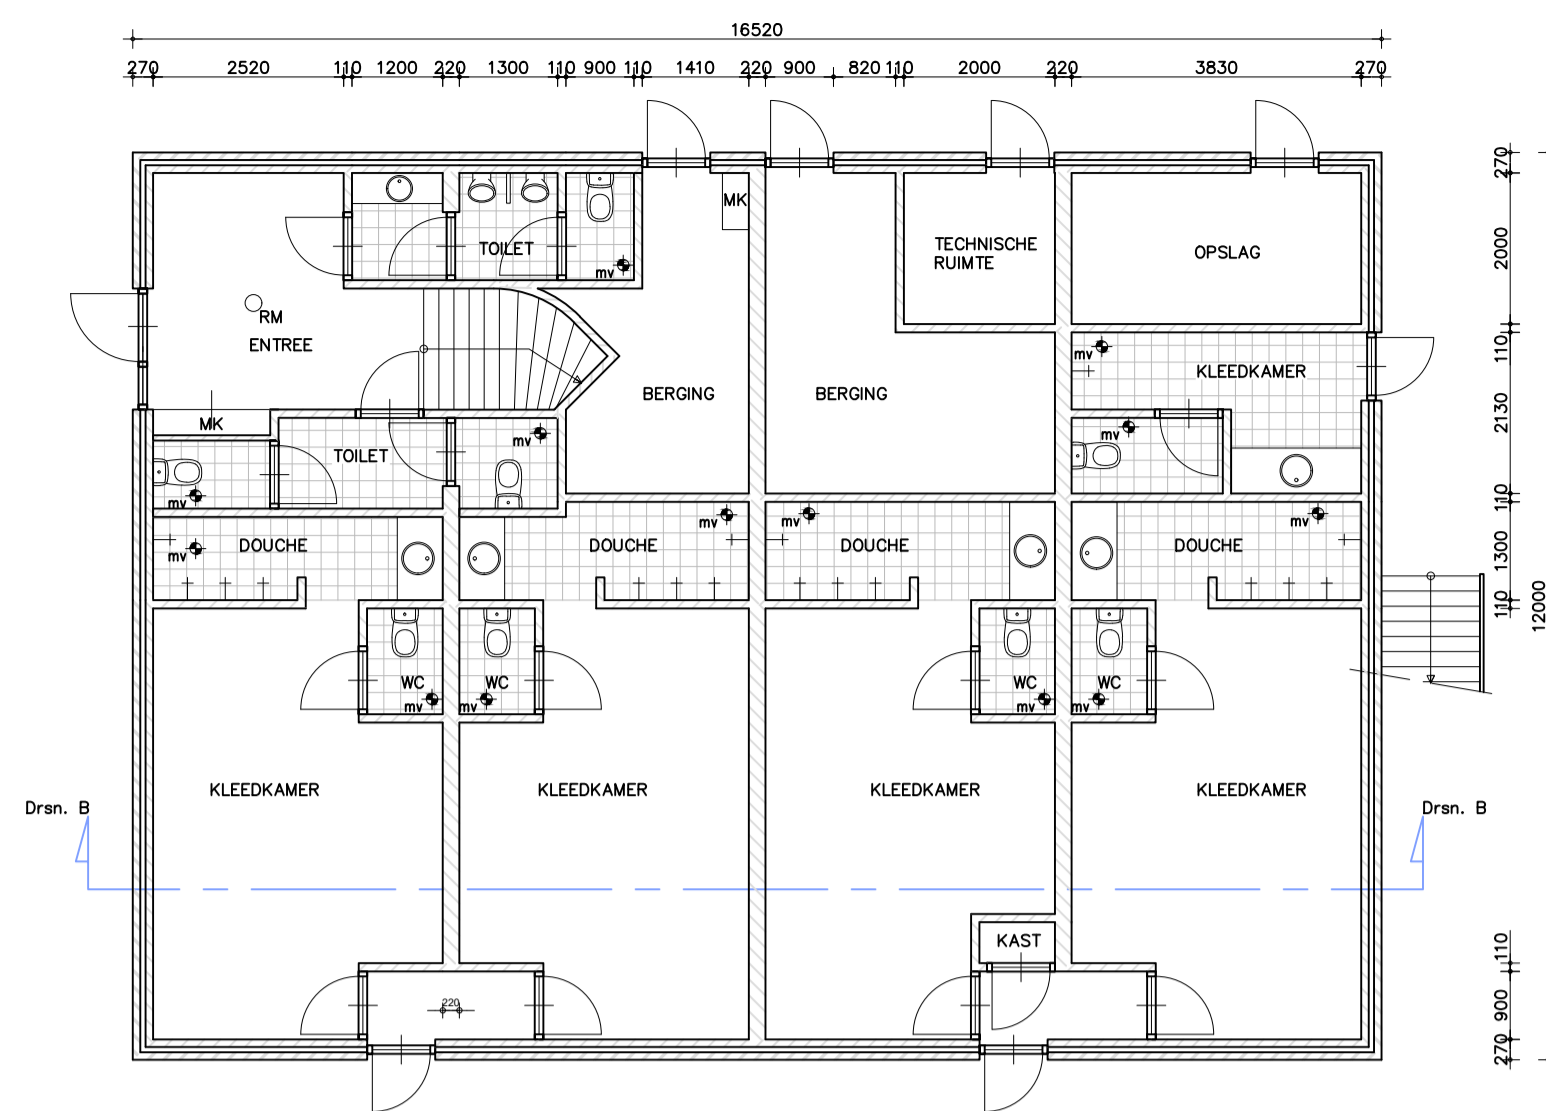 16520
270 2520 110 1200 220 1300 110 900 110 1410 220 900 820 110 2000 220 3830 270
270
MK
TOILET
TECHNISCHE
RUIMTE
OPSLAG
2000
mv
RM
ENTREE
110
mv
KLEEDKAMER
BERGING
BERGING
2130
MK
mv
mv
TOILET
mv
110
mv
mv
mv
DOUCHE
DOUCHE
DOUCHE
DOUCHE
mv
1300
110
12000
WC
WC
WC
WC
mv
mv
mv
mv
KLEEDKAMER
KLEEDKAMER
KLEEDKAMER
KLEEDKAMER
Drsn. B
Drsn. B
KAST
110
220
900
270